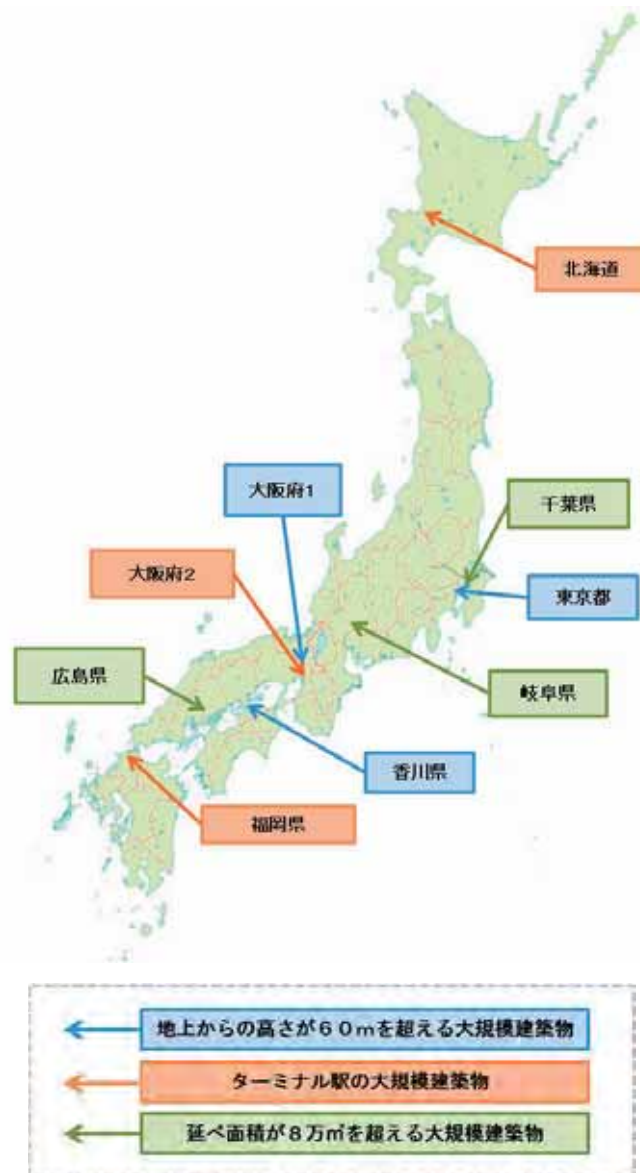 北海道
大阪府1
千葉県
大阪府2
東京都
広島県
岐阜県
香川県
福岡県
地上からの高さが60mを超える大規模建築物
ターミナル駅の大規模建築物
延べ面積が8万㎡を超える大規模建築物